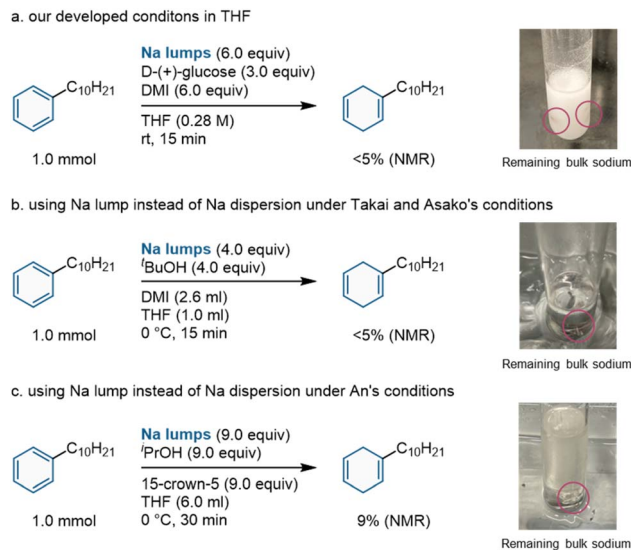 a. our developed conditons in THF
Na lumps (6.0 equiv)
D-(+)-glucose (3.0 equiv)
DMI (6.0 equiv)
THF (0.28 M)
rt, 15 min
C10H21
1.0 mmol
C10H21
<5% (NMR)
Remaining bulk sodium
b. using Na lump instead of Na dispersion under Takai and Asako's conditions
Na lumps (4.0 equiv)
tBuOH (4.0 equiv)
DMI (2.6 ml)
THF (1.0 ml)
0 °C, 15 min
C10H21
1.0 mmol
C10H21
<5% (NMR)
Remaining bulk sodium
c. using Na lump instead of Na dispersion under An's conditions
Na lumps (9.0 equiv)
iPrOH (9.0 equiv)
15-crown-5 (9.0 equiv)
THF (6.0 ml)
0 °C, 30 min
C10H21
1.0 mmol
C10H21
9% (NMR)
Remaining bulk sodium